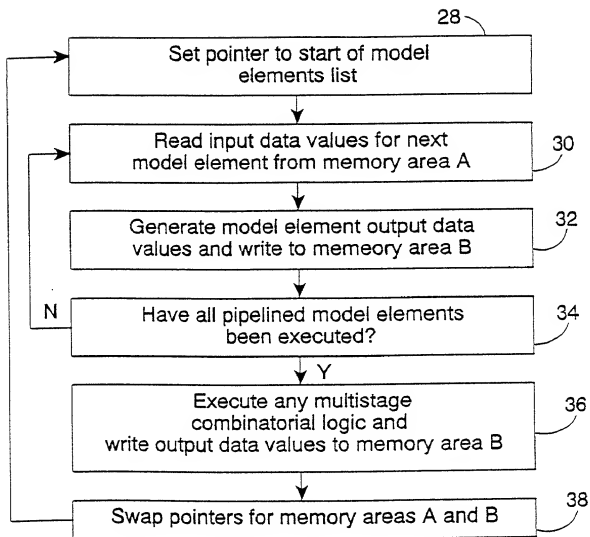 28
Set pointer to start of model
elements list
Read input data values for next
model element from memory area A
30
Generate model element output data
values and write to memeory area B
32
N
Have all pipelined model elements
been executed?
34
Y
Execute any multistage
combinatorial logic and
write output data values to memory area B
36
Swap pointers for memory areas A and B
38